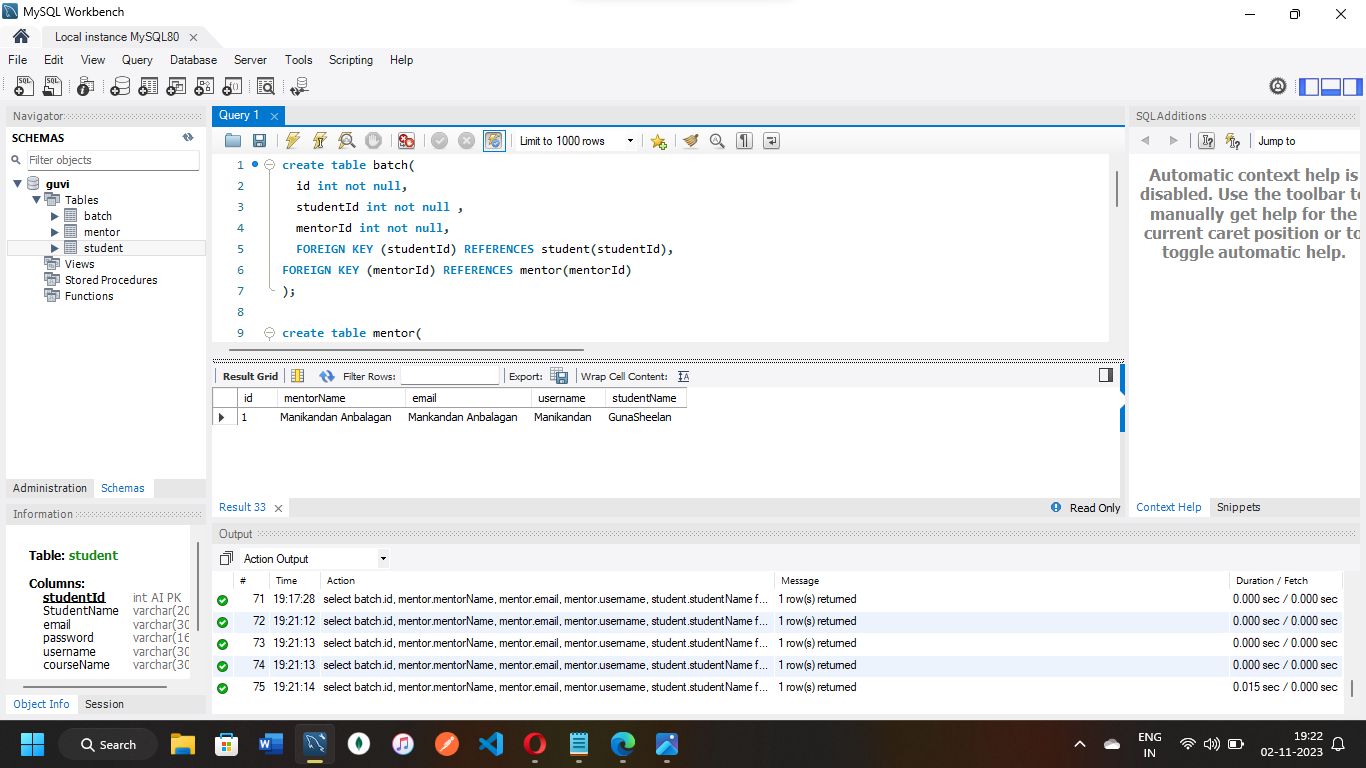 MySQL Workbench
Local instance MySQL80
File Edit View Query Database Server Tools Scripting Help
Navigator
SCHEMAS
Filter objects
guvi
Tables
batch
mentor
student
Views
Stored Procedures
Functions
Administration Schemas
Information
Table: student
Columns:
studentId int AI PK
StudentName varchar(20
email varchar(30
password varchar(16
username varchar(30
courseName varchar(30
Object Info Session
Query 1
Limit to 1000 rows
1 create table batch(
2 id int not null,
3 studentId int not null ,
4 mentorId int not null,
5 FOREIGN KEY (studentId) REFERENCES student(studentId),
6 FOREIGN KEY (mentorId) REFERENCES mentor(mentorId)
7 );
8
9 create table mentor(
Result Grid Filter Rows: Export: Wrap Cell Content:
id mentorName email username studentName
1 Manikandan Anbalagan Mankandan Anbalagan Manikandan GunaSheelan
Result 33 Read Only
SQLAdditions
Jump to
Automatic context help is
disabled. Use the toolbar to
manually get help for the
current caret position or to
toggle automatic help.
Context Help Snippets
Output
Action Output
# Time Action Message Duration / Fetch
71 19:17:28 select batch.id, mentor.mentorName, mentor.email, mentor.username, student.studentName f... 1 row(s) returned 0.000 sec / 0.000 sec
72 19:21:12 select batch.id, mentor.mentorName, mentor.email, mentor.username, student.studentName f... 1 row(s) returned 0.000 sec / 0.000 sec
73 19:21:13 select batch.id, mentor.mentorName, mentor.email, mentor.username, student.studentName f... 1 row(s) returned 0.000 sec / 0.000 sec
74 19:21:13 select batch.id, mentor.mentorName, mentor.email, mentor.username, student.studentName f... 1 row(s) returned 0.000 sec / 0.000 sec
75 19:21:14 select batch.id, mentor.mentorName, mentor.email, mentor.username, student.studentName f... 1 row(s) returned 0.015 sec / 0.000 sec
Search
ENG
IN
19:22
02-11-2023